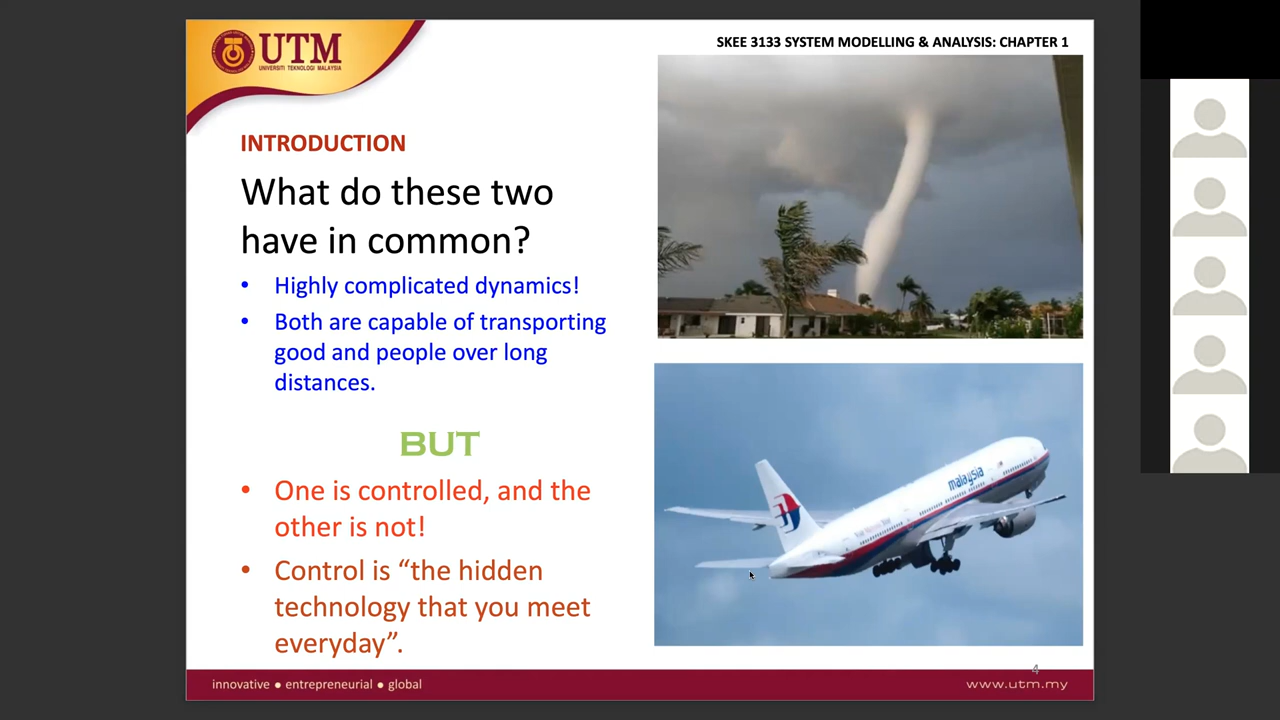 UTM
UNIVERSITI TEKNOLOGI MALAYSIA
SKEE 3133 SYSTEM MODELLING & ANALYSIS: CHAPTER 1
INTRODUCTION
What do these two
have in common?
• Highly complicated dynamics!
• Both are capable of transporting
good and people over long
distances.
BUT
• One is controlled, and the
other is not!
• Control is “the hidden
technology that you meet
everyday”.
malaysia
4
innovative ● entrepreneurial ● global
www.utm.my